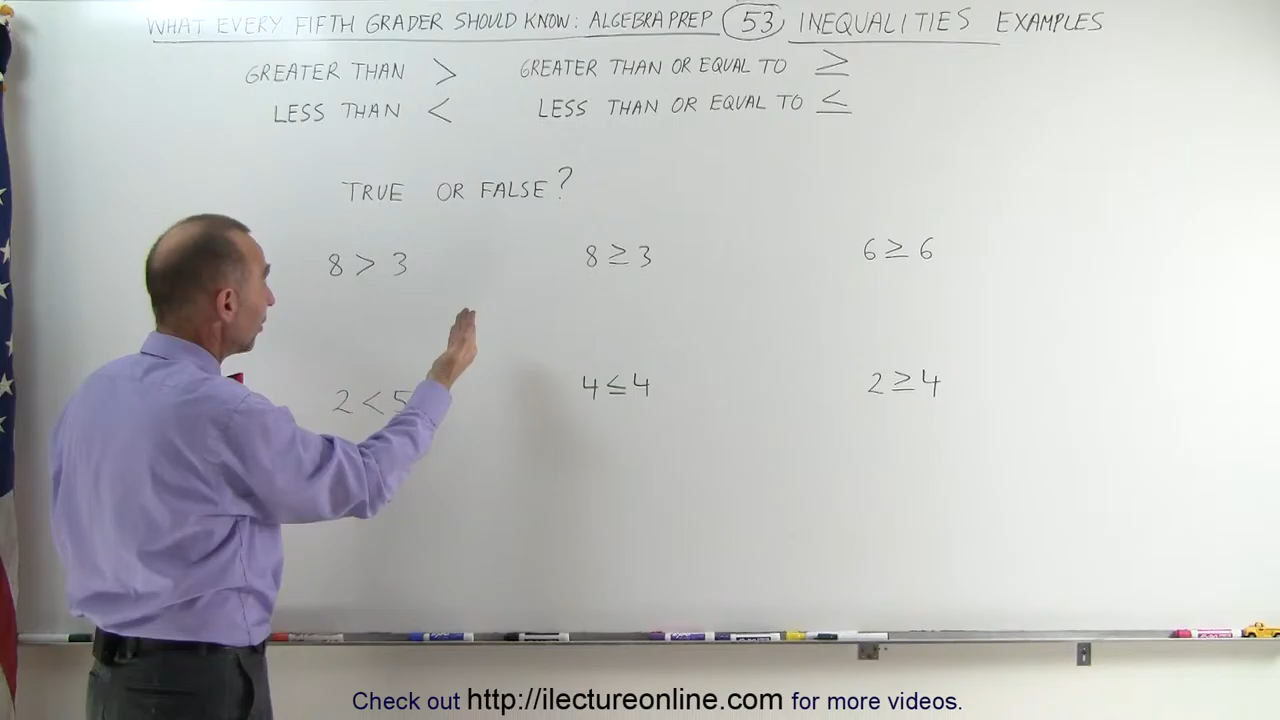 WHAT EVERY FIFTH GRADER SHOULD KNOW: ALGEBRA PREP 53 INEQUALITIES EXAMPLES
GREATER THAN > GREATER THAN OR EQUAL TO ≥
LESS THAN < LESS THAN OR EQUAL TO ≤
TRUE OR FALSE?
8 > 3 8 ≥ 3 6 ≥ 6
2 < 5 4 ≤ 4 2 ≥ 4
Check out http://ilectureonline.com for more videos.